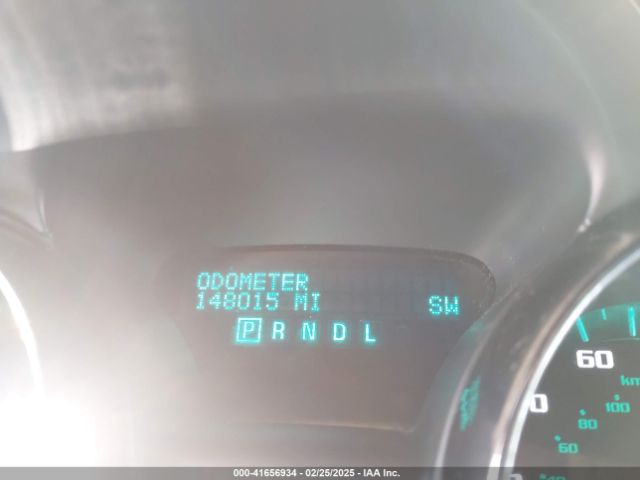 ODOMETER
148015 MI SW
P R N D L
60
km
100
80
60
000-41656934 - 02/25/2025 - IAA Inc.